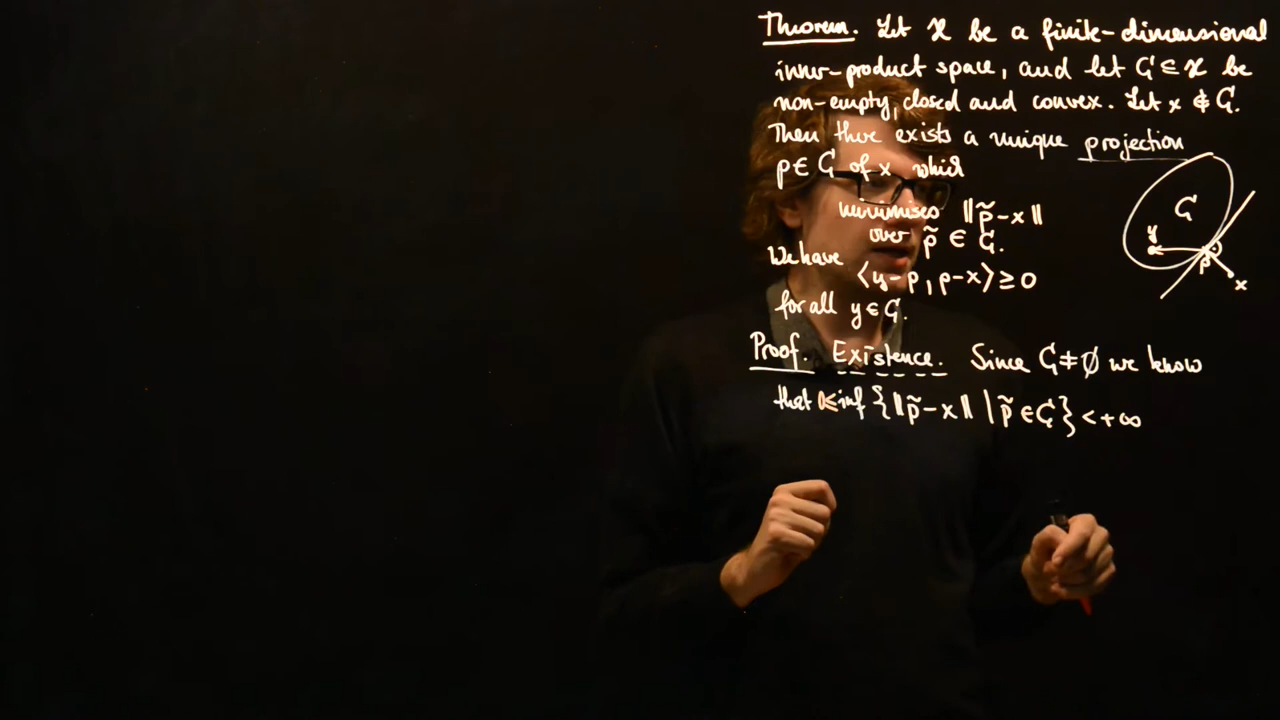 Theorem. Let ℋ be a finite-dimensional
inner-product space, and let C ⊆ ℋ be
non-empty, closed and convex. Let x ∉ C.
Then there exists a unique projection
p ∈ C of x which
minimises ‖p̃-x‖
over p̃ ∈ C.
We have
⟨y-p, p-x⟩ ≥ 0
for all y ∈ C.
C
y
p
x
Proof. Existence. Since C ≠ ∅ we know
that 0 ≤ inf {‖p̃-x‖ | p̃ ∈ C} < +∞